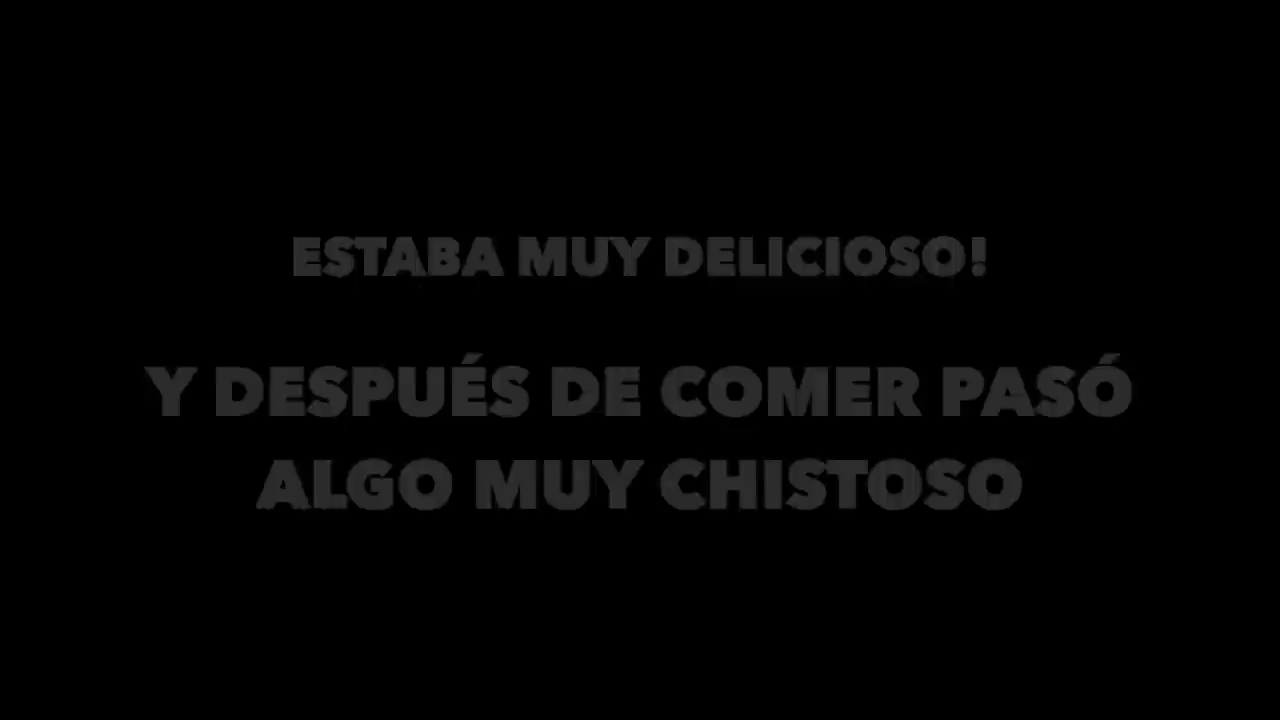 ESTABA MUY DELICIOSO!
Y DESPUÉS DE COMER PASÓ
ALGO MUY CHISTOSO